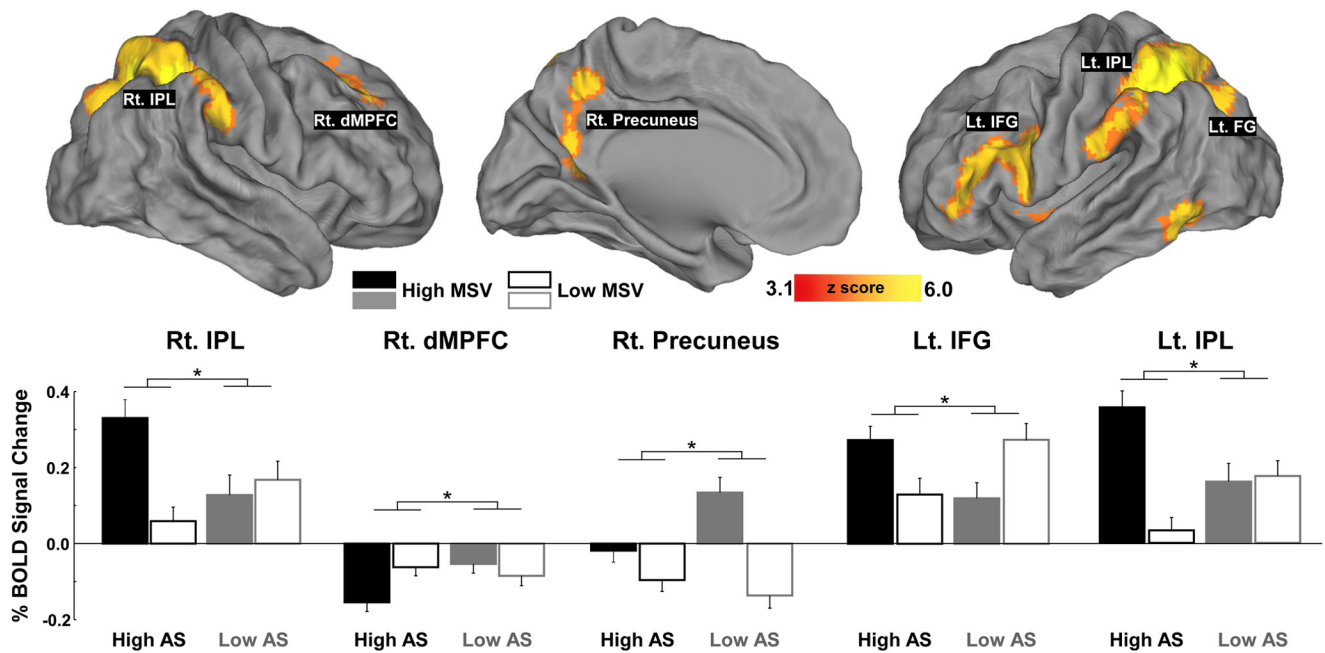 Rt. IPL
Rt. dMPFC
Rt. Precuneus
Lt. IPL
Lt. IFG
Lt. FG
High MSV
Low MSV
3.1 z score 6.0
Rt. IPL Rt. dMPFC Rt. Precuneus Lt. IFG Lt. IPL
% BOLD Signal Change
0.4
0.2
0.0
-0.2
* * * * *
High AS Low AS High AS Low AS High AS Low AS High AS Low AS High AS Low AS